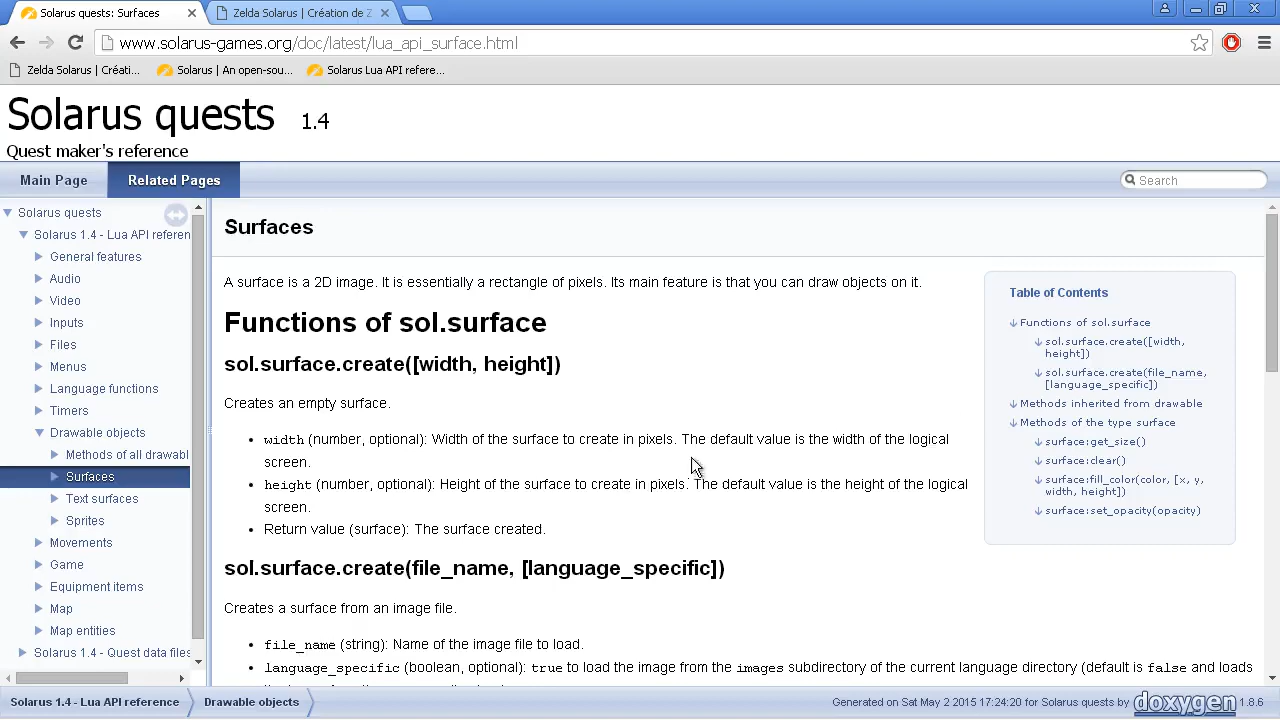 Solarus quests: Surfaces
Zelda Solarus | Création de Z
www.solarus-games.org/doc/latest/lua_api_surface.html
Zelda Solarus | Créati...
Solarus | An open-sou...
Solarus Lua API refere...
Solarus quests 1.4
Quest maker's reference
Main Page
Related Pages
Search
Solarus quests
Solarus 1.4 - Lua API referen
General features
Audio
Video
Inputs
Files
Menus
Language functions
Timers
Drawable objects
Methods of all drawabl
Surfaces
Text surfaces
Sprites
Movements
Game
Equipment items
Map
Map entities
Solarus 1.4 - Quest data files
Surfaces
A surface is a 2D image. It is essentially a rectangle of pixels. Its main feature is that you can draw objects on it.
Functions of sol.surface
sol.surface.create([width, height])
Creates an empty surface.
• width (number, optional): Width of the surface to create in pixels. The default value is the width of the logical
screen.
• height (number, optional): Height of the surface to create in pixels. The default value is the height of the logical
screen.
• Return value (surface): The surface created.
sol.surface.create(file_name, [language_specific])
Creates a surface from an image file.
• file_name (string): Name of the image file to load.
• language_specific (boolean, optional): true to load the image from the images subdirectory of the current language directory (default is false and loads
Table of Contents
↓ Functions of sol.surface
↓ sol.surface.create([width,
height])
↓ sol.surface.create(file_name,
[language_specific])
↓ Methods inherited from drawable
↓ Methods of the type surface
↓ surface:get_size()
↓ surface:clear()
↓ surface:fill_color(color, [x, y,
width, height])
↓ surface:set_opacity(opacity)
Solarus 1.4 - Lua API reference
Drawable objects
Generated on Sat May 2 2015 17:24:20 for Solarus quests by doxygen 1.8.6